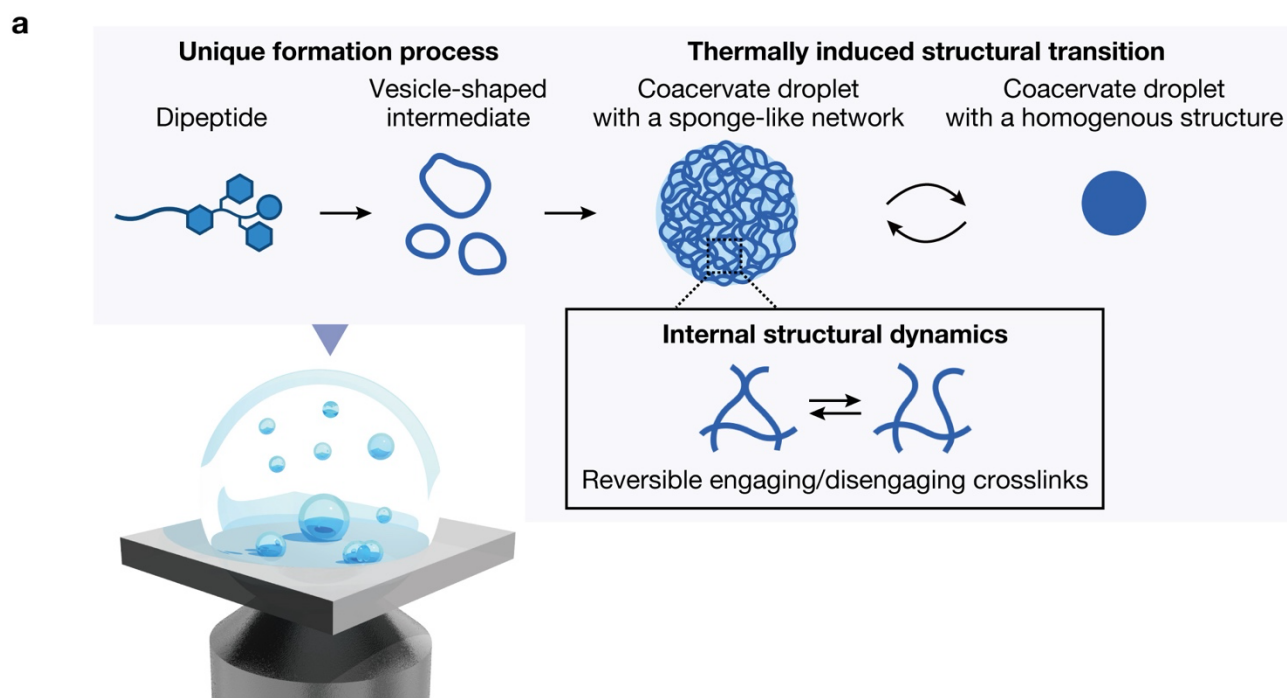 a
Unique formation process
Thermally induced structural transition
Dipeptide
Vesicle-shaped
intermediate
Coacervate droplet
with a sponge-like network
Coacervate droplet
with a homogenous structure
Internal structural dynamics
Reversible engaging/disengaging crosslinks